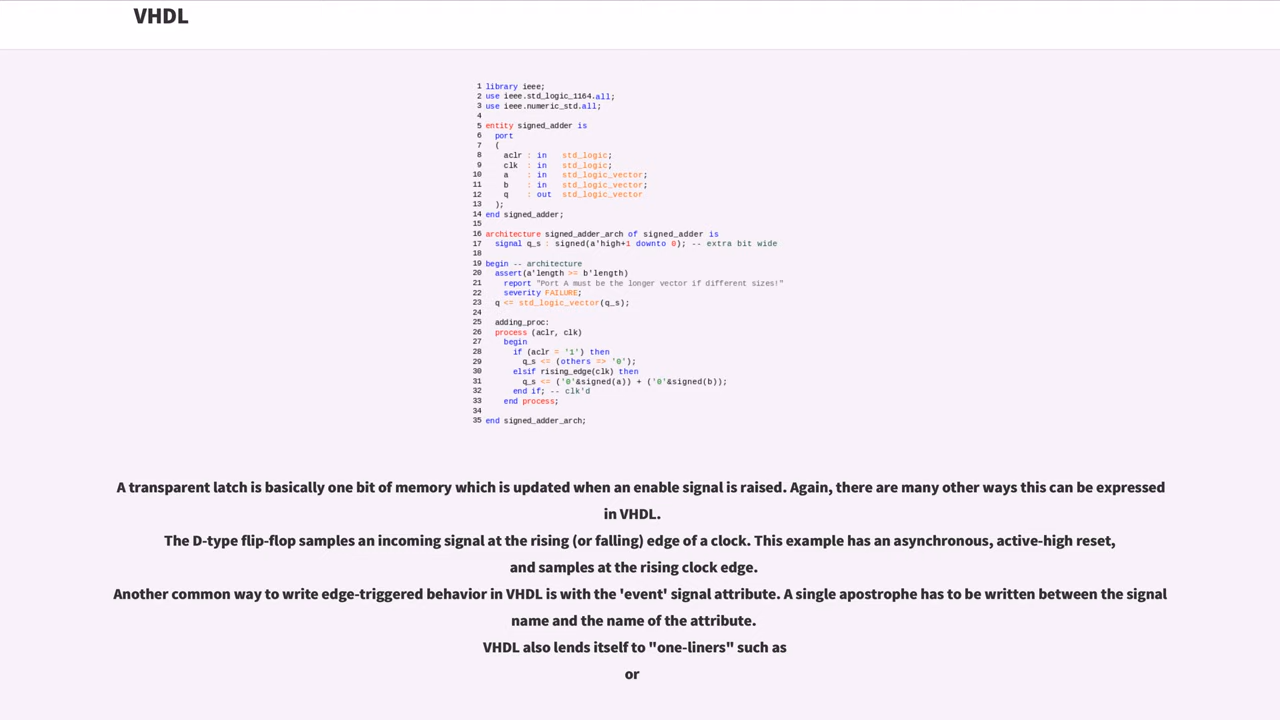 VHDL
1 library ieee;
2 use ieee.std_logic_1164.all;
3 use ieee.numeric_std.all;
4
5 entity signed_adder is
6   port
7   (
8     aclr : in   std_logic;
9     clk  : in   std_logic;
10     a    : in   std_logic_vector;
11     b    : in   std_logic_vector;
12     q    : out  std_logic_vector
13   );
14 end signed_adder;
15
16 architecture signed_adder_arch of signed_adder is
17   signal q_s : signed(a'high+1 downto 0); -- extra bit wide
18
19 begin -- architecture
20   assert(a'length >= b'length)
21     report "Port A must be the longer vector if different sizes!"
22     severity FAILURE;
23   q <= std_logic_vector(q_s);
24
25   adding_proc:
26   process (aclr, clk)
27     begin
28       if (aclr = '1') then
29         q_s <= (others => '0');
30       elsif rising_edge(clk) then
31         q_s <= ('0'&signed(a)) + ('0'&signed(b));
32       end if; -- clk'd
33     end process;
34
35 end signed_adder_arch;
A transparent latch is basically one bit of memory which is updated when an enable signal is raised. Again, there are many other ways this can be expressed
in VHDL.
The D-type flip-flop samples an incoming signal at the rising (or falling) edge of a clock. This example has an asynchronous, active-high reset,
and samples at the rising clock edge.
Another common way to write edge-triggered behavior in VHDL is with the 'event' signal attribute. A single apostrophe has to be written between the signal
name and the name of the attribute.
VHDL also lends itself to "one-liners" such as
or